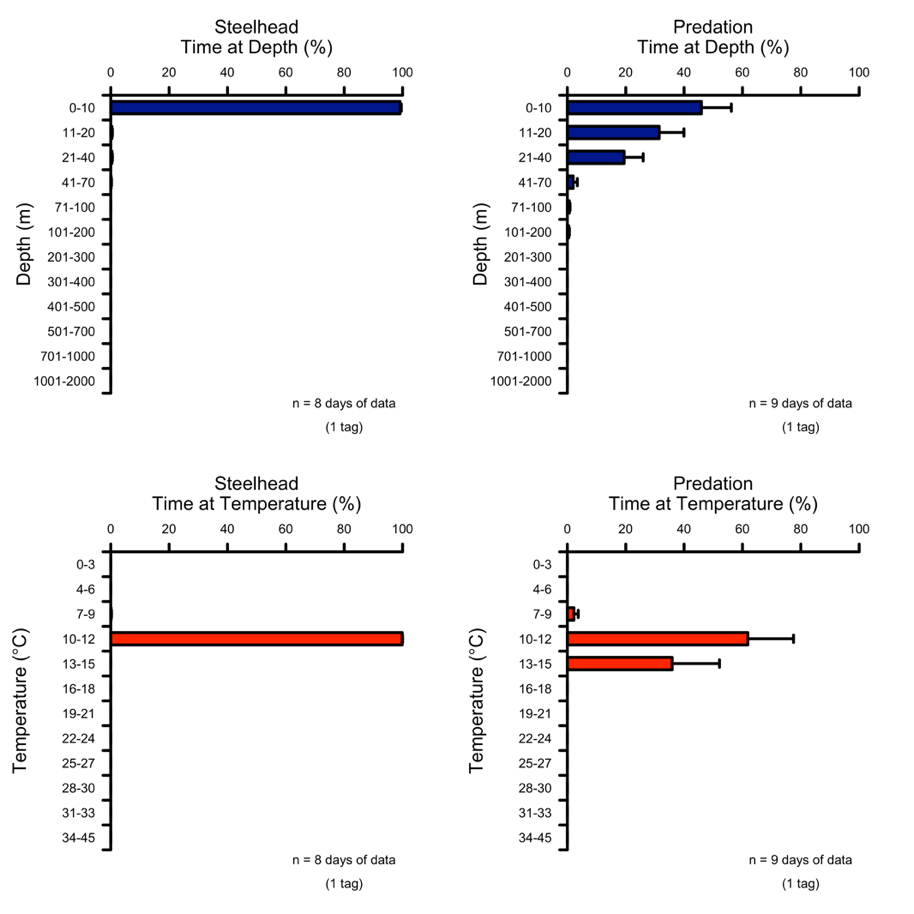 Steelhead
Time at Depth (%)
0 20 40 60 80 100
Depth (m)
0-10
11-20
21-40
41-70
71-100
101-200
201-300
301-400
401-500
501-700
701-1000
1001-2000
n = 8 days of data
(1 tag)
Predation
Time at Depth (%)
0 20 40 60 80 100
Depth (m)
0-10
11-20
21-40
41-70
71-100
101-200
201-300
301-400
401-500
501-700
701-1000
1001-2000
n = 9 days of data
(1 tag)
Steelhead
Time at Temperature (%)
0 20 40 60 80 100
Temperature (°C)
0-3
4-6
7-9
10-12
13-15
16-18
19-21
22-24
25-27
28-30
31-33
34-45
n = 8 days of data
(1 tag)
Predation
Time at Temperature (%)
0 20 40 60 80 100
Temperature (°C)
0-3
4-6
7-9
10-12
13-15
16-18
19-21
22-24
25-27
28-30
31-33
34-45
n = 9 days of data
(1 tag)